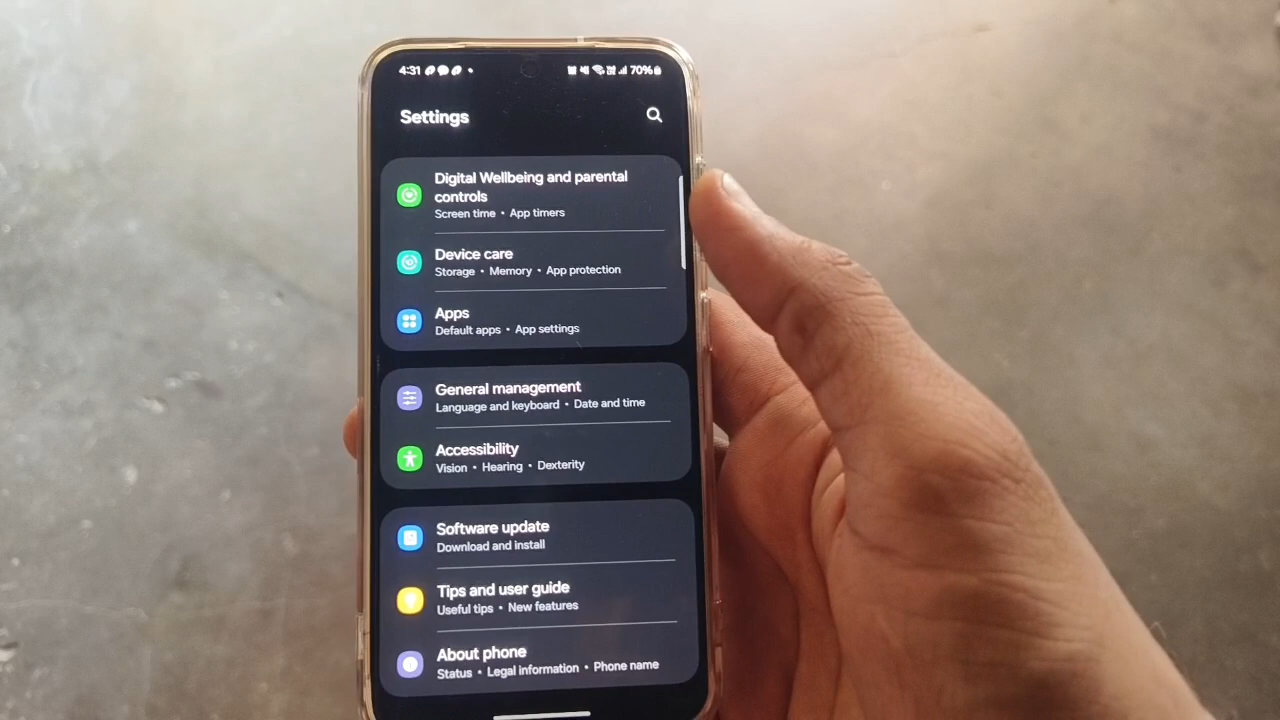 4:31 70%
Settings
Digital Wellbeing and parental
controls
Screen time • App timers
Device care
Storage • Memory • App protection
Apps
Default apps • App settings
General management
Language and keyboard • Date and time
Accessibility
Vision • Hearing • Dexterity
Software update
Download and install
Tips and user guide
Useful tips • New features
About phone
Status • Legal information • Phone name